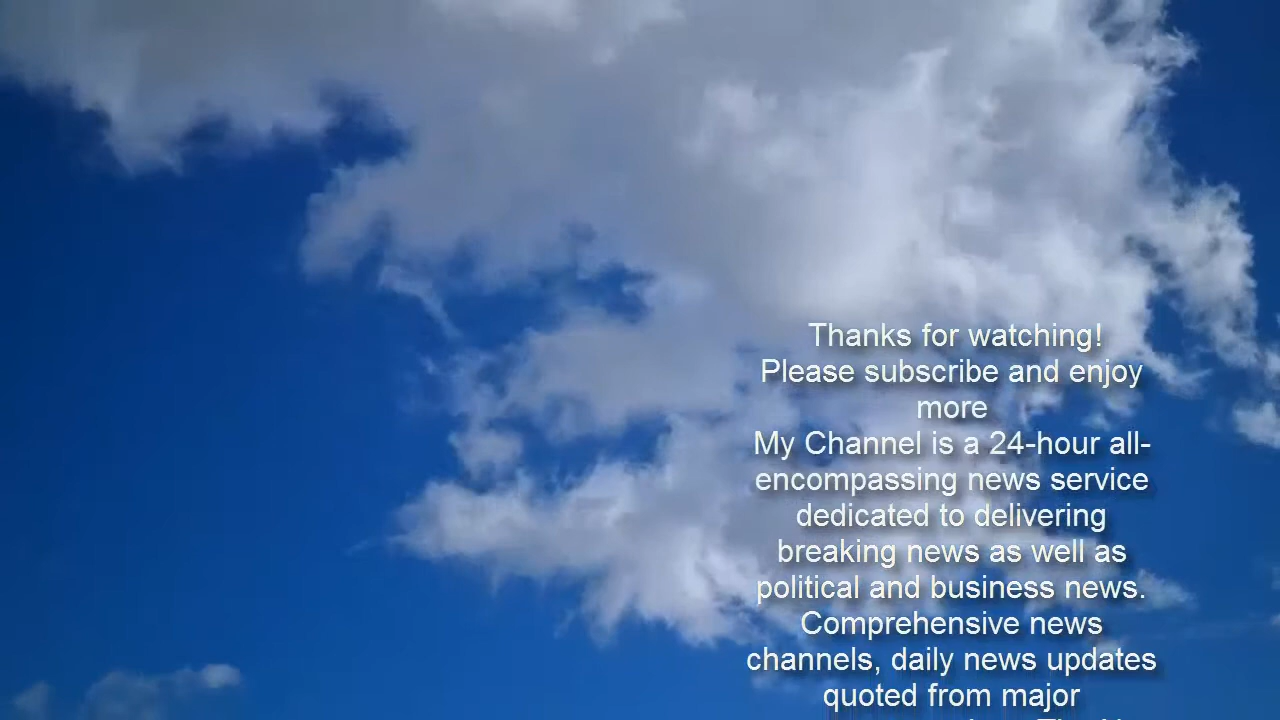 Thanks for watching!
Please subscribe and enjoy
more
My Channel is a 24-hour all-
encompassing news service
dedicated to delivering
breaking news as well as
political and business news.
Comprehensive news
channels, daily news updates
quoted from major